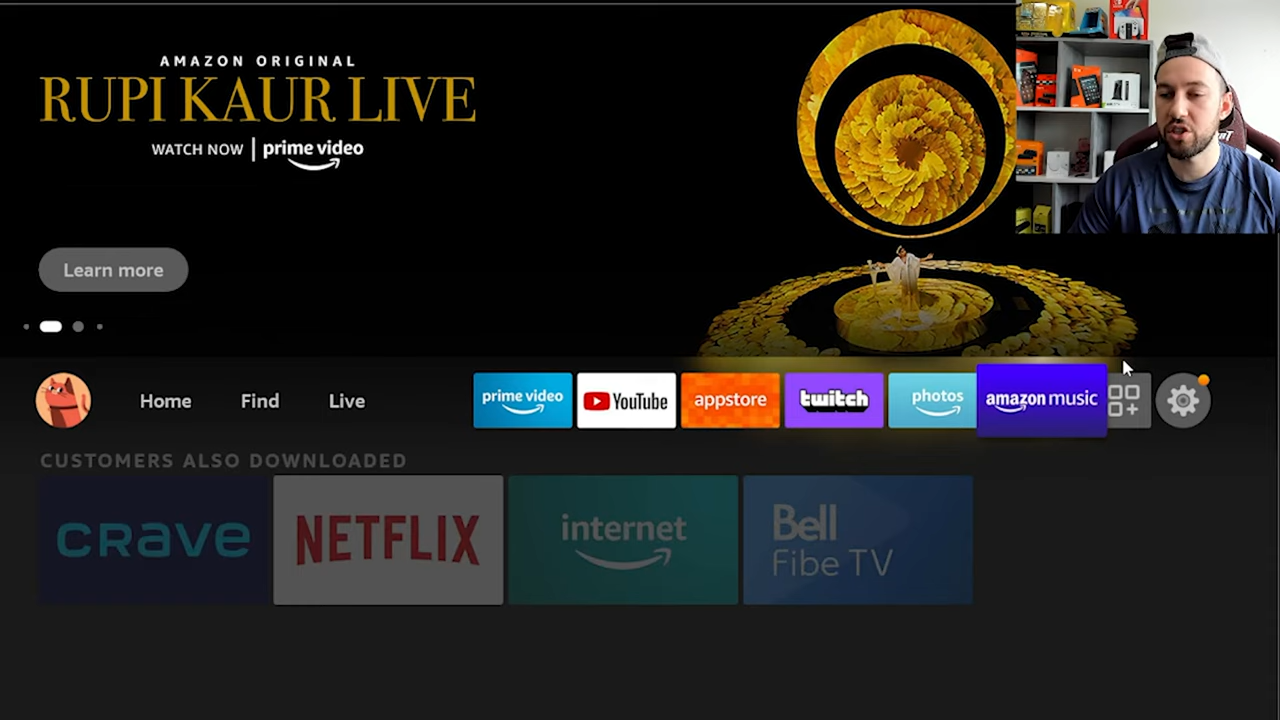 AMAZON ORIGINAL
RUPI KAUR LIVE
WATCH NOW | prime video
Learn more
Home Find Live prime video YouTube appstore twitch photos amazon music
CUSTOMERS ALSO DOWNLOADED
CRAVE NETFLIX internet Bell
Fibe TV